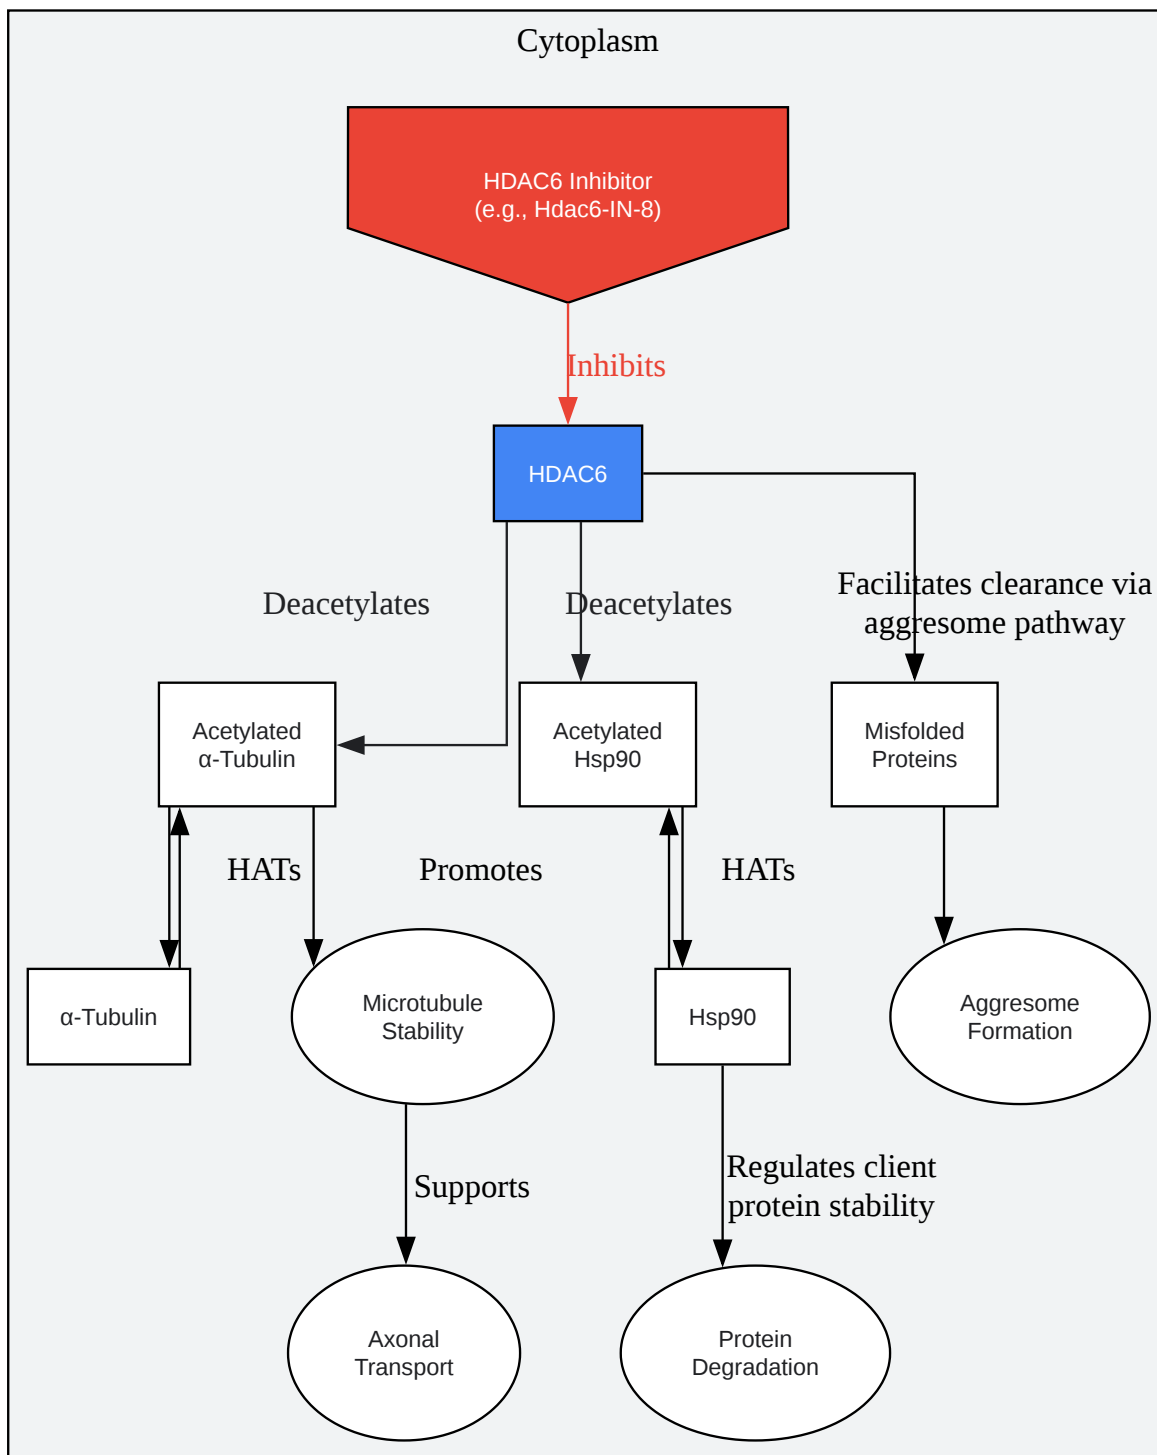 Cytoplasm
HDAC6 Inhibitor
(e.g., Hdac6-IN-8)
Inhibits
HDAC6
Deacetylates
Deacetylates
Facilitates clearance via
aggresome pathway
Acetylated
α-Tubulin
Acetylated
Hsp90
Misfolded
Proteins
HATs
Promotes
HATs
α-Tubulin
Microtubule
Stability
Hsp90
Aggresome
Formation
Supports
Regulates client
protein stability
Axonal
Transport
Protein
Degradation